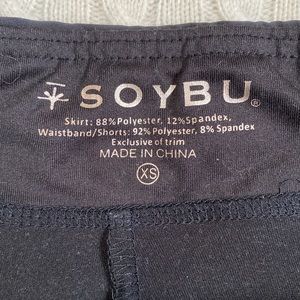 SOYBU®
Skirt: 88% Polyester, 12% Spandex,
Waistband/Shorts: 92% Polyester, 8% Spandex
Exclusive of trim
MADE IN CHINA
XS